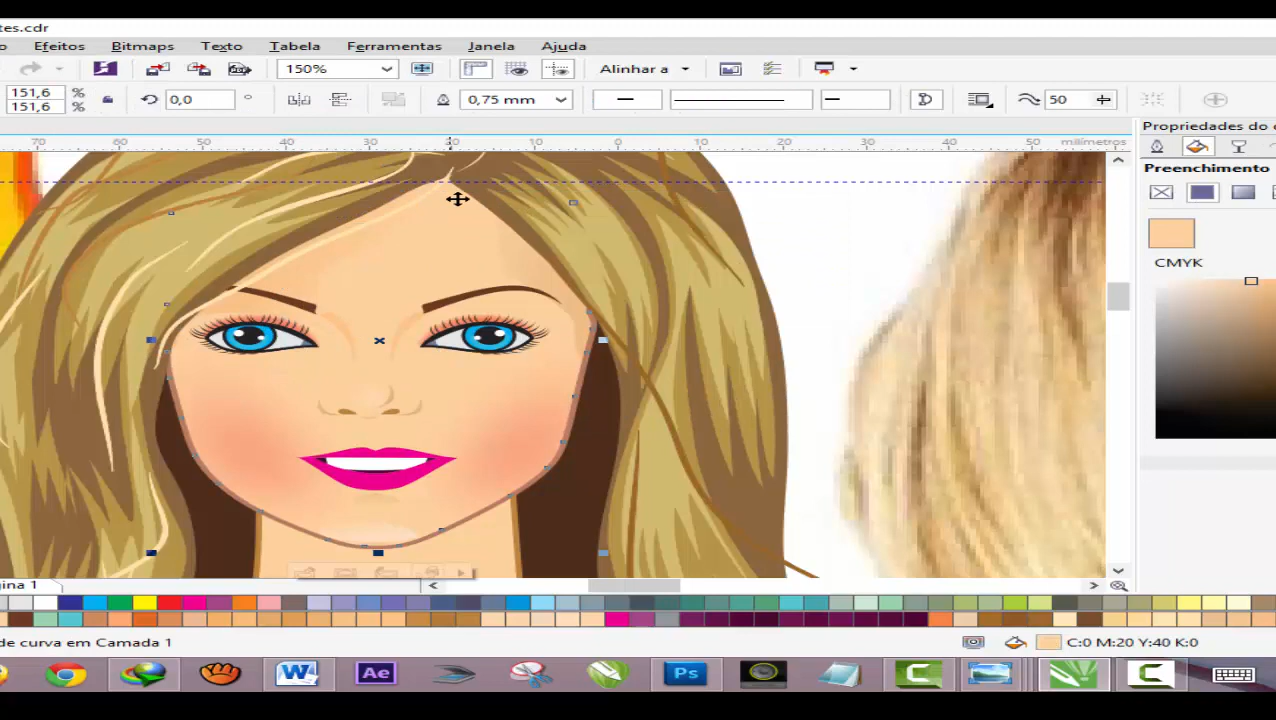 tes.cdr
o Efeitos Bitmaps Texto Tabela Ferramentas Janela Ajuda
150% Alinhar a
151,6 % 0,0 ° 0,75 mm 50
151,6 %
Propriedades do
70 60 50 40 30 20 10 0 10 20 30 40 50 milímetros
Preenchimento
CMYK
gina 1
de curva em Camada 1 C:0 M:20 Y:40 K:0
W Ae Ps C C